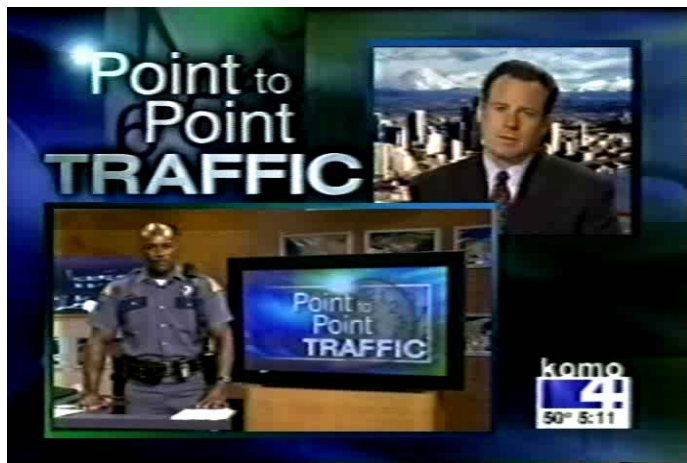 Point to
Point
TRAFFIC
Point to
Point
TRAFFIC
komo
4
50° 5:11